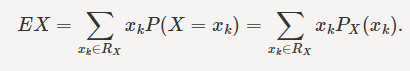 $EX = \sum_{x_k \in R_X} x_k P(X = x_k) = \sum_{x_k \in R_X} x_k P_X(x_k).$